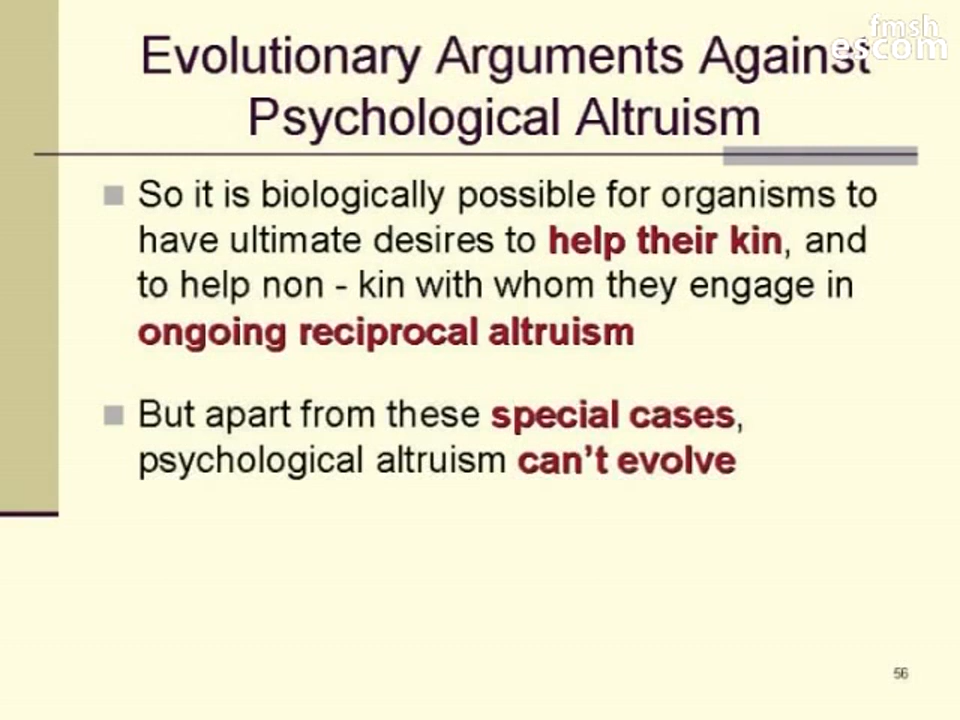 fmsh
escom
Evolutionary Arguments Against
Psychological Altruism
So it is biologically possible for organisms to
have ultimate desires to help their kin, and
to help non - kin with whom they engage in
ongoing reciprocal altruism
But apart from these special cases,
psychological altruism can't evolve
56